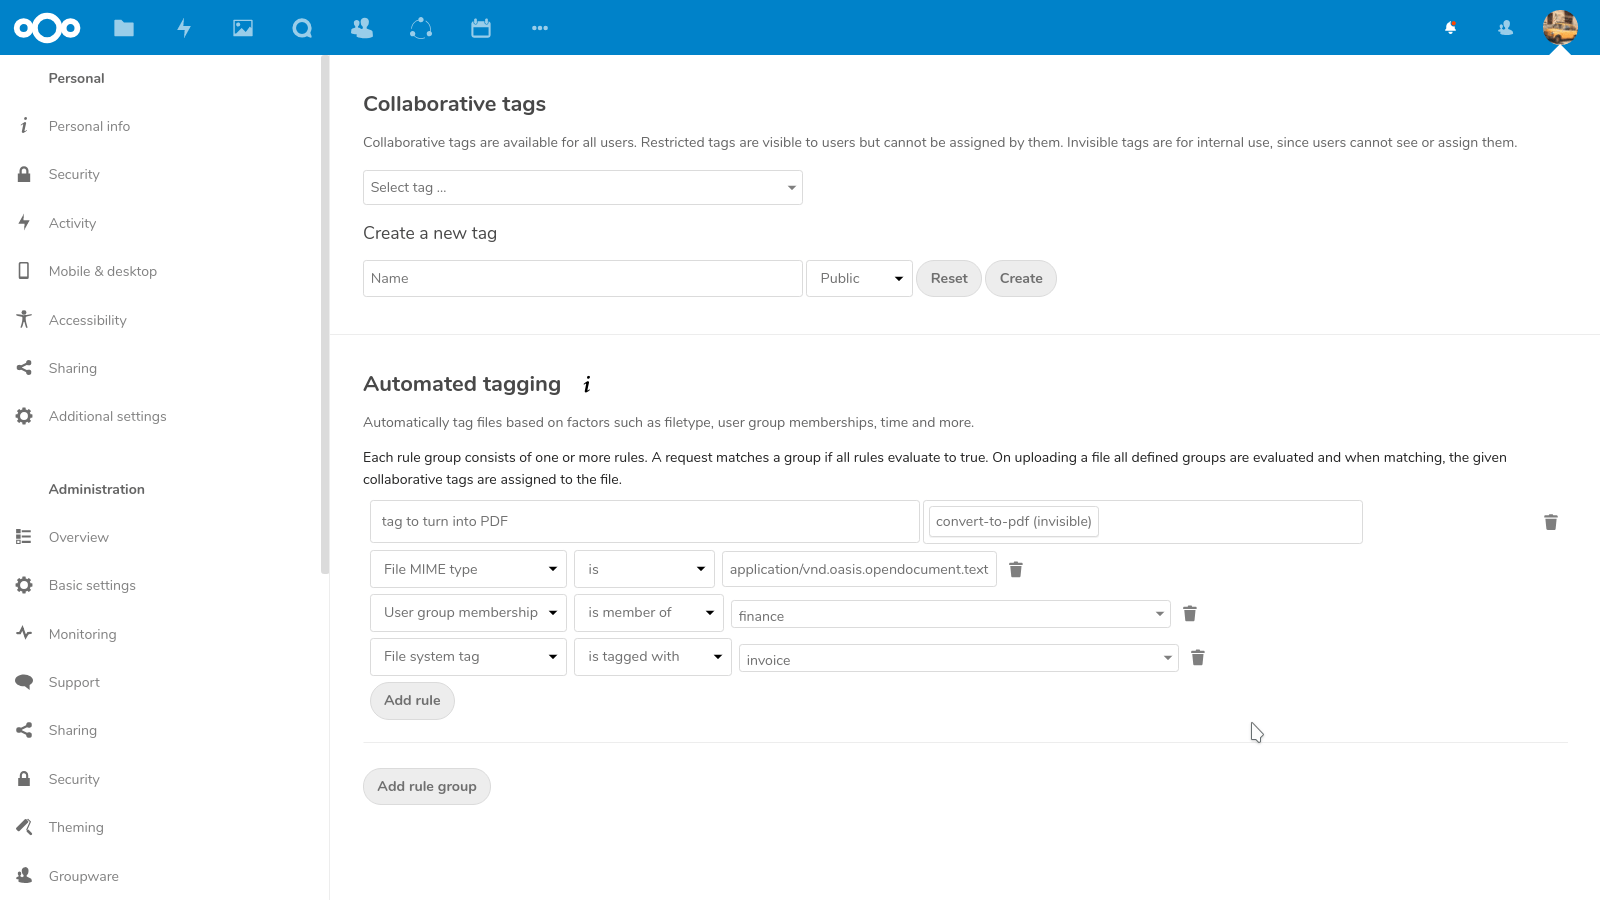 Personal
Personal info
Security
Activity
Mobile & desktop
Accessibility
Sharing
Additional settings
Administration
Overview
Basic settings
Monitoring
Support
Sharing
Security
Theming
Groupware
Collaborative tags
Collaborative tags are available for all users. Restricted tags are visible to users but cannot be assigned by them. Invisible tags are for internal use, since users cannot see or assign them.
Select tag ...
Create a new tag
Name Public Reset Create
Automated tagging
Automatically tag files based on factors such as filetype, user group memberships, time and more.
Each rule group consists of one or more rules. A request matches a group if all rules evaluate to true. On uploading a file all defined groups are evaluated and when matching, the given
collaborative tags are assigned to the file.
tag to turn into PDF convert-to-pdf (invisible)
File MIME type is application/vnd.oasis.opendocument.text
User group membership is member of finance
File system tag is tagged with invoice
Add rule
Add rule group